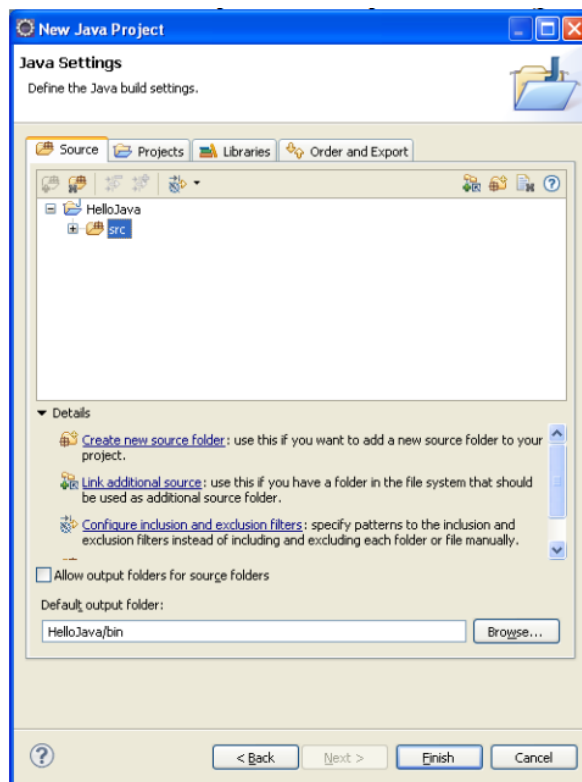 New Java Project
Java Settings
Define the Java build settings.
Source Projects Libraries Order and Export
HelloJava
src
Details
Create new source folder: use this if you want to add a new source folder to your
project.
Link additional source: use this if you have a folder in the file system that should
be used as additional source folder.
Configure inclusion and exclusion filters: specify patterns to the inclusion and
exclusion filters instead of including and excluding each folder or file manually.
Allow output folders for source folders
Default output folder:
HelloJava/bin Browse...
< Back Next > Finish Cancel